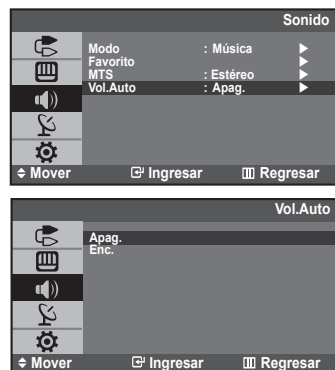 Sonido
Modo : Música
Favorito
MTS : Estéreo
Vol.Auto : Apag.
Mover Ingresar Regresar
Vol.Auto
Apag.
Enc.
Mover Ingresar Regresar